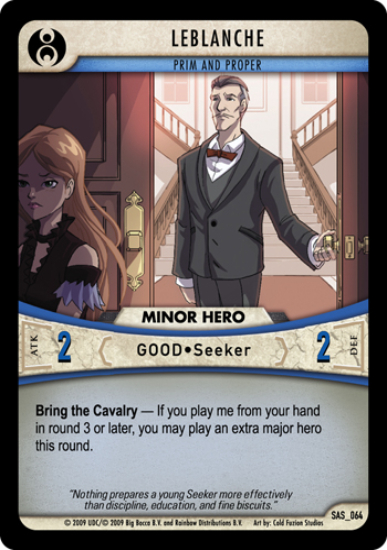 LEBLANCHE
PRIM AND PROPER
MINOR HERO
ATK 2 GOOD•Seeker 2 DEF
Bring the Cavalry — If you play me from your hand
in round 3 or later, you may play an extra major hero
this round.
"Nothing prepares a young Seeker more effectively
than discipline, education, and fine biscuits."
SAS_064
© 2009 UDC/© 2009 Big Bocca B.V. and Rainbow Distributions B.V. Art by: Cold Fuzion Studios